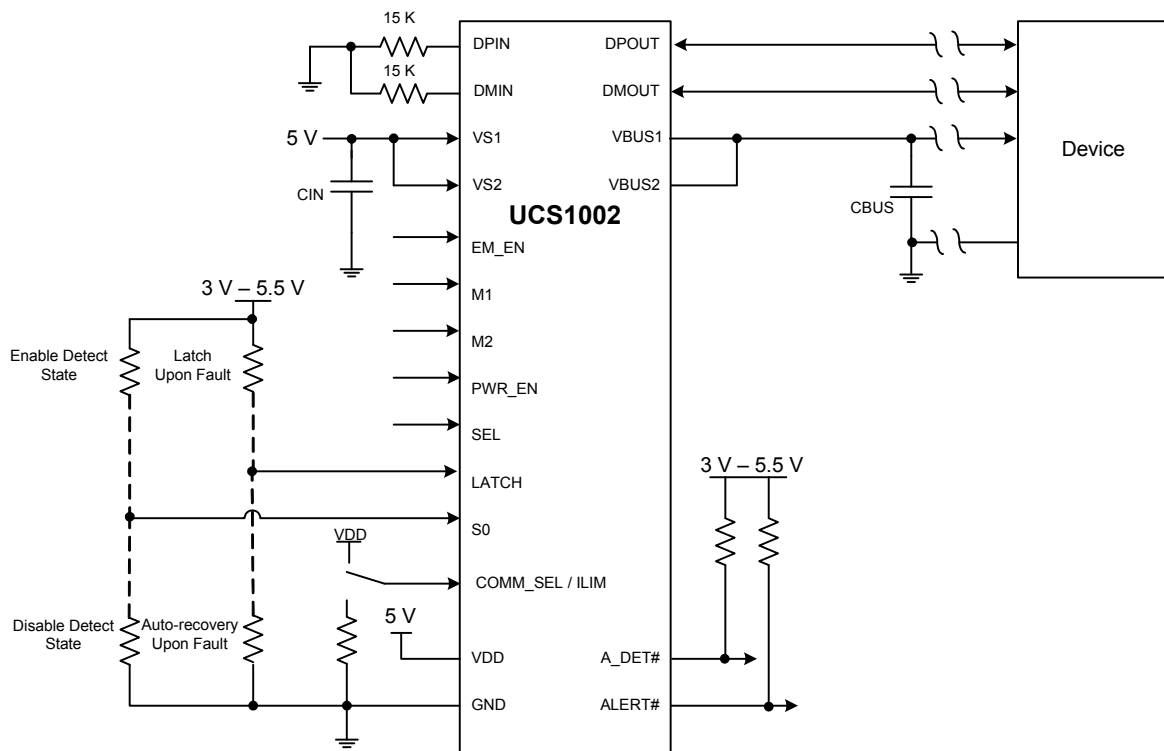 15 K
DPIN
DPOUT
15 K
DMIN
DMOUT
5 V
VS1
VBUS1
Device
CIN
VS2
VBUS2
CBUS
UCS1002
EM_EN
3 V – 5.5 V
M1
M2
Enable Detect
State
Latch
Upon Fault
PWR_EN
SEL
3 V – 5.5 V
LATCH
S0
VDD
COMM_SEL / ILIM
5 V
Disable Detect
State
Auto-recovery
Upon Fault
VDD
A_DET#
GND
ALERT#